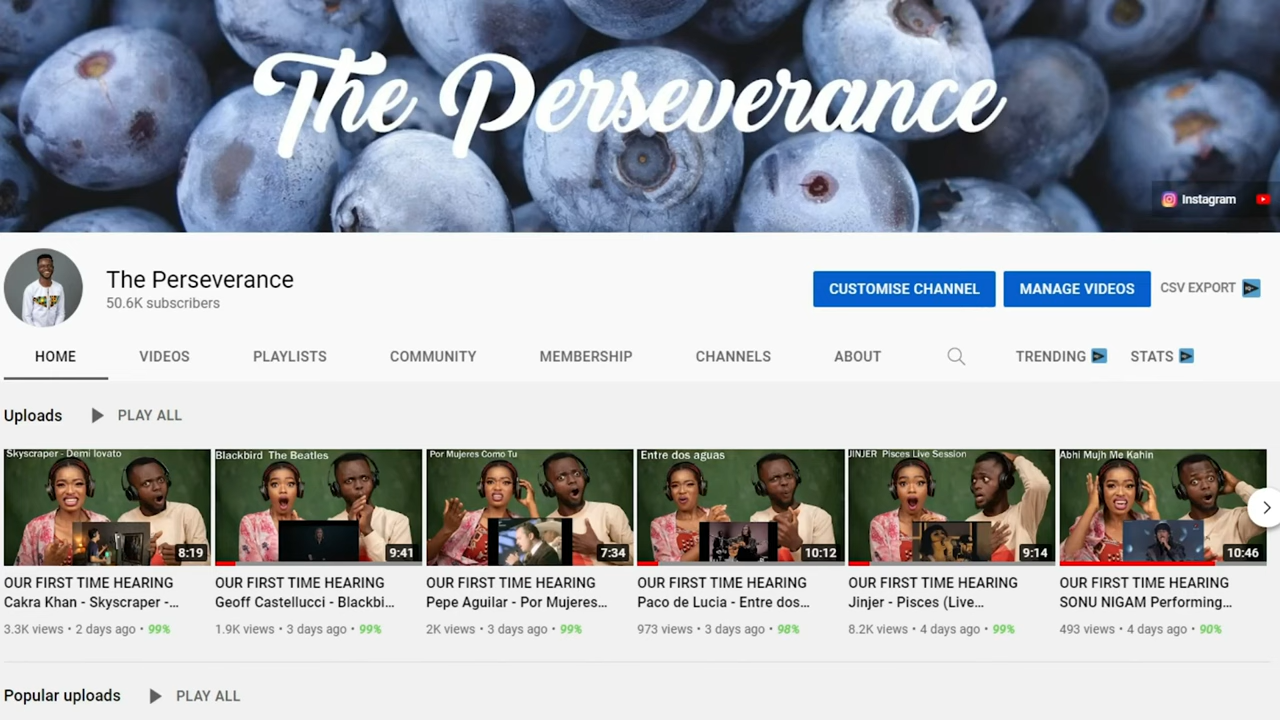 The Perseverance
Instagram
The Perseverance
50.6K subscribers
CUSTOMISE CHANNEL
MANAGE VIDEOS
CSV EXPORT
HOME
VIDEOS
PLAYLISTS
COMMUNITY
MEMBERSHIP
CHANNELS
ABOUT
TRENDING
STATS
Uploads
PLAY ALL
Skyscraper - Demi lovato
8:19
OUR FIRST TIME HEARING
Cakra Khan - Skyscraper -...
3.3K views • 2 days ago • 99%
Blackbird The Beatles
9:41
OUR FIRST TIME HEARING
Geoff Castellucci - Blackbi...
1.9K views • 3 days ago • 99%
Por Mujeres Como Tu
7:34
OUR FIRST TIME HEARING
Pepe Aguilar - Por Mujeres...
2K views • 3 days ago • 99%
Entre dos aguas
10:12
OUR FIRST TIME HEARING
Paco de Lucia - Entre dos...
973 views • 3 days ago • 98%
JINJER Pisces Live Session
9:14
OUR FIRST TIME HEARING
Jinjer - Pisces (Live...
8.2K views • 4 days ago • 99%
Abhi Mujh Me Kahin
10:46
OUR FIRST TIME HEARING
SONU NIGAM Performing...
493 views • 4 days ago • 90%
Popular uploads
PLAY ALL